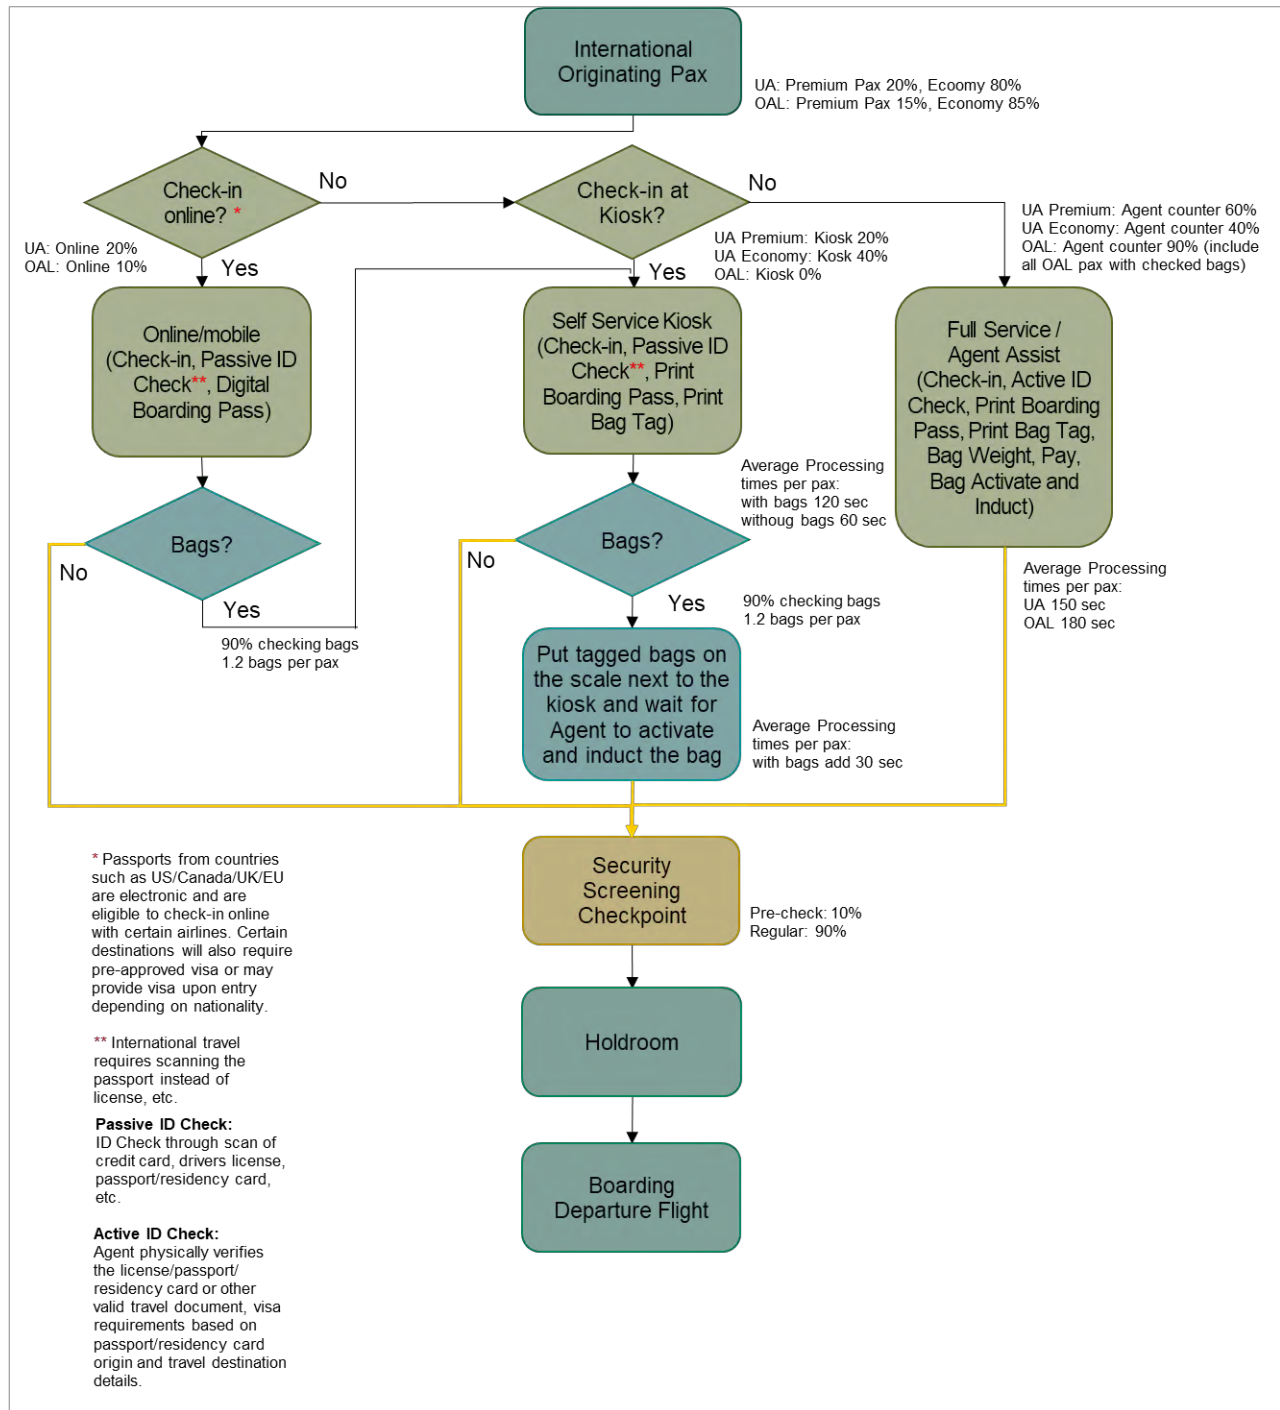 International
Originating Pax
UA: Premium Pax 20%, Ecoomy 80%
OAL: Premium Pax 15%, Economy 85%
Check-in
online? *
No
Check-in at
Kiosk?
No
UA: Online 20%
OAL: Online 10%
Yes
UA Premium: Kiosk 20%
UA Economy: Kosk 40%
OAL: Kiosk 0%
Yes
UA Premium: Agent counter 60%
UA Economy: Agent counter 40%
OAL: Agent counter 90% (include
all OAL pax with checked bags)
Online/mobile
(Check-in, Passive ID
Check**, Digital
Boarding Pass)
Self Service Kiosk
(Check-in, Passive ID
Check**, Print
Boarding Pass, Print
Bag Tag)
Full Service /
Agent Assist
(Check-in, Active ID
Check, Print Boarding
Pass, Print Bag Tag,
Bag Weight, Pay,
Bag Activate and
Induct)
Average Processing
times per pax:
with bags 120 sec
withoug bags 60 sec
Bags?
No
Yes
90% checking bags
1.2 bags per pax
Bags?
No
Yes
90% checking bags
1.2 bags per pax
Average Processing
times per pax:
UA 150 sec
OAL 180 sec
Put tagged bags on
the scale next to the
kiosk and wait for
Agent to activate
and induct the bag
Average Processing
times per pax:
with bags add 30 sec
Security
Screening
Checkpoint
Pre-check: 10%
Regular: 90%
Holdroom
Boarding
Departure Flight
* Passports from countries
such as US/Canada/UK/EU
are electronic and are
eligible to check-in online
with certain airlines. Certain
destinations will also require
pre-approved visa or may
provide visa upon entry
depending on nationality.
** International travel
requires scanning the
passport instead of
license, etc.
Passive ID Check:
ID Check through scan of
credit card, drivers license,
passport/residency card,
etc.
Active ID Check:
Agent physically verifies
the license/passport/
residency card or other
valid travel document, visa
requirements based on
passport/residency card
origin and travel destination
details.